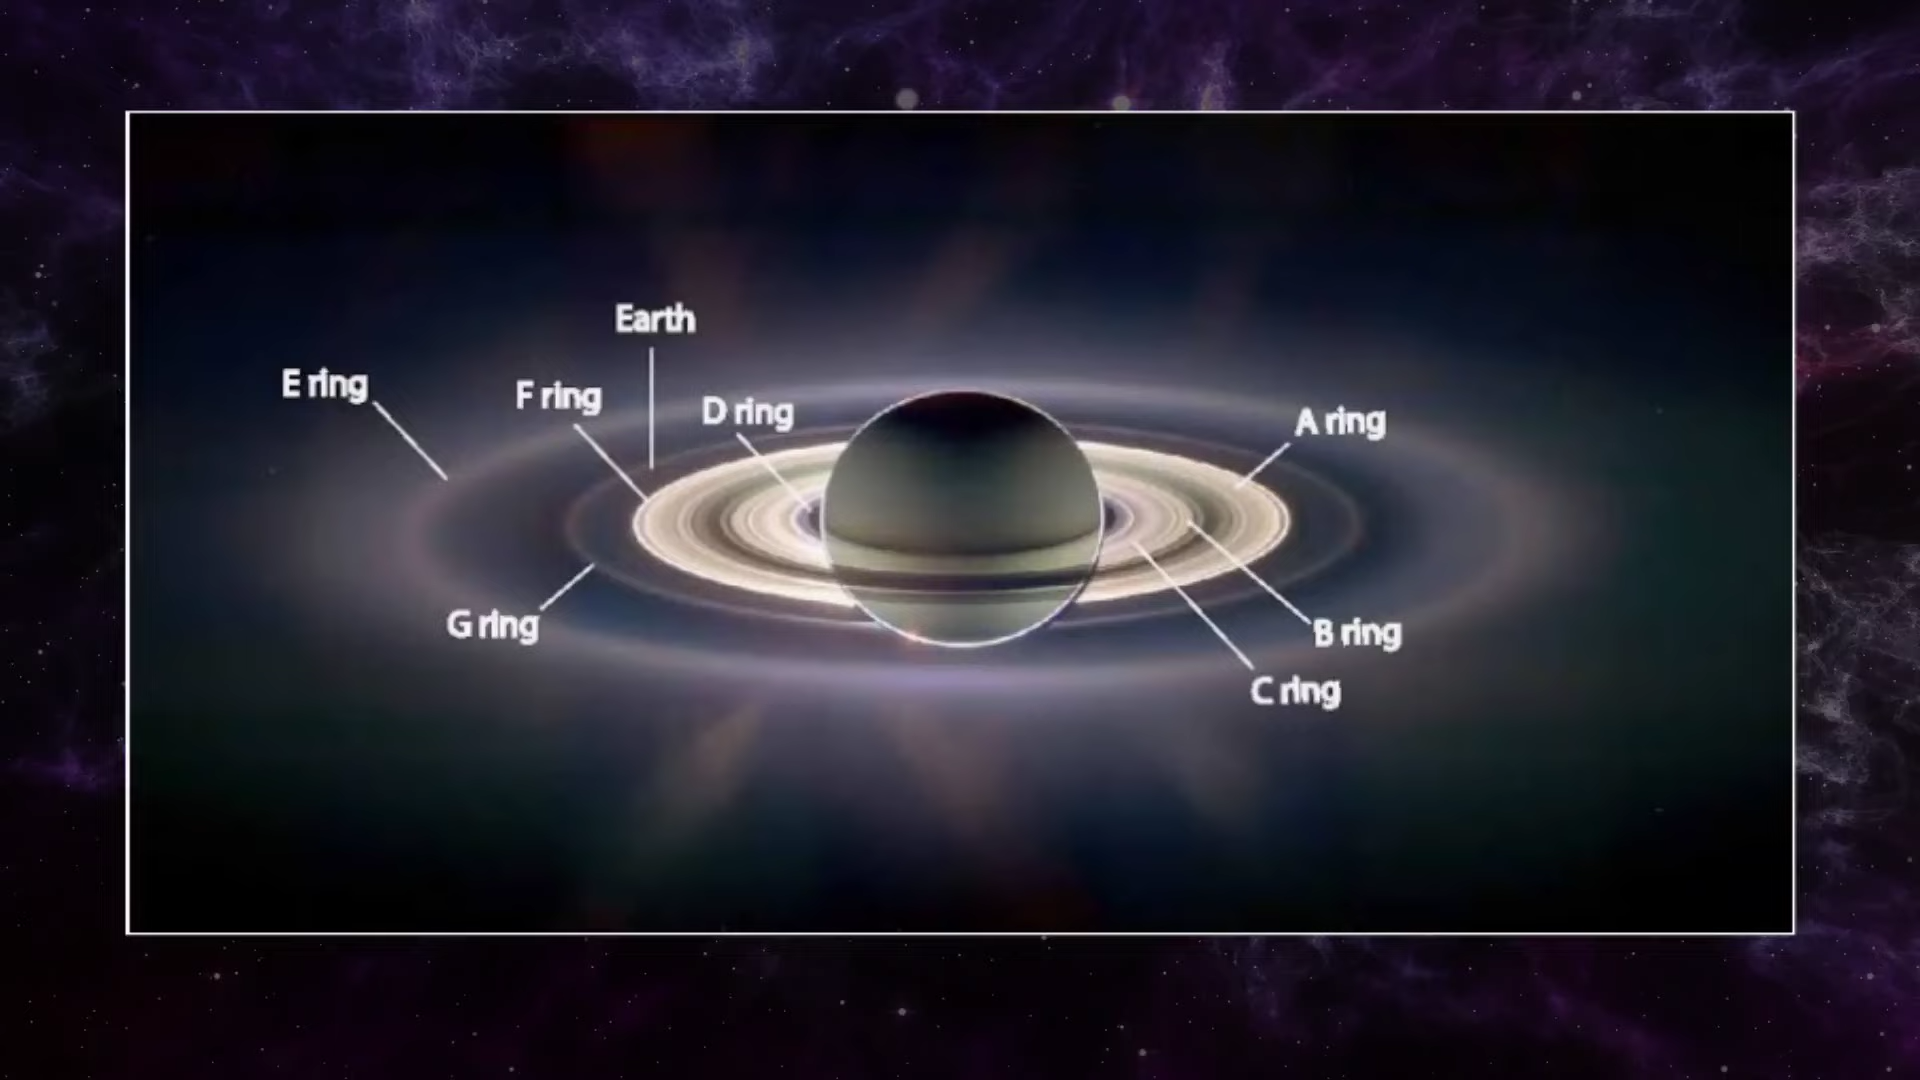 Earth
E ring
F ring
D ring
A ring
G ring
B ring
C ring